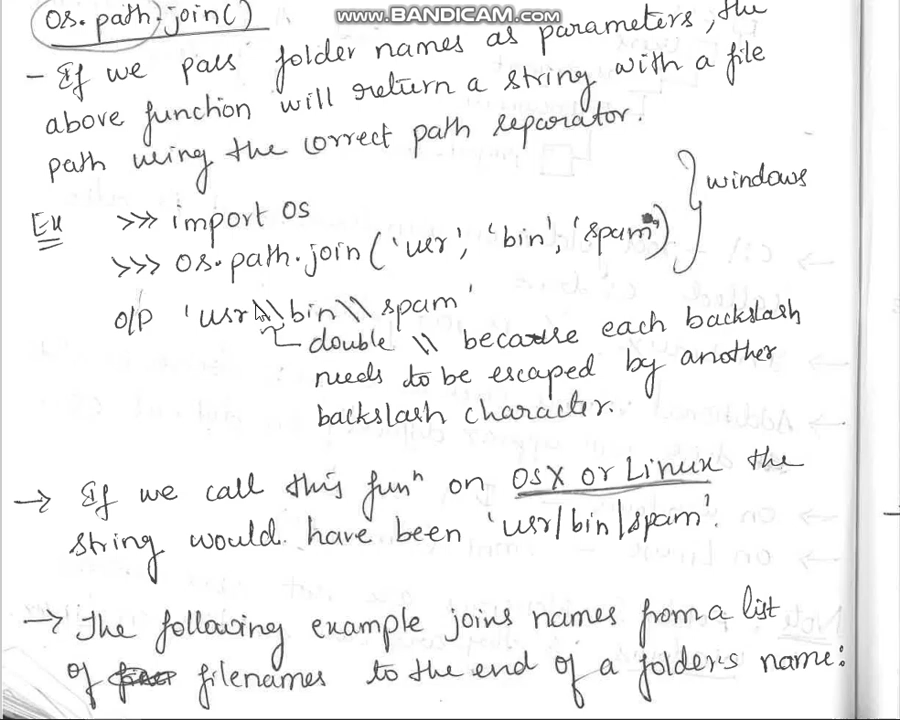 WWW.BANDICAM.COM
os.path.join()
- If we pass folder names as parameters, the
above function will return a string with a file
path using the correct path separator.
Ex >>> import os } windows
>>> os.path.join('usr', 'bin', 'spam')
O/P 'usr\\bin\\spam'
double \\ because each backslash
needs to be escaped by another
backslash character.
→ If we call this funⁿ on OSX or Linux the
string would have been 'usr/bin/spam'.
→ The following example joins names from a list
of filenames to the end of a folder's name: